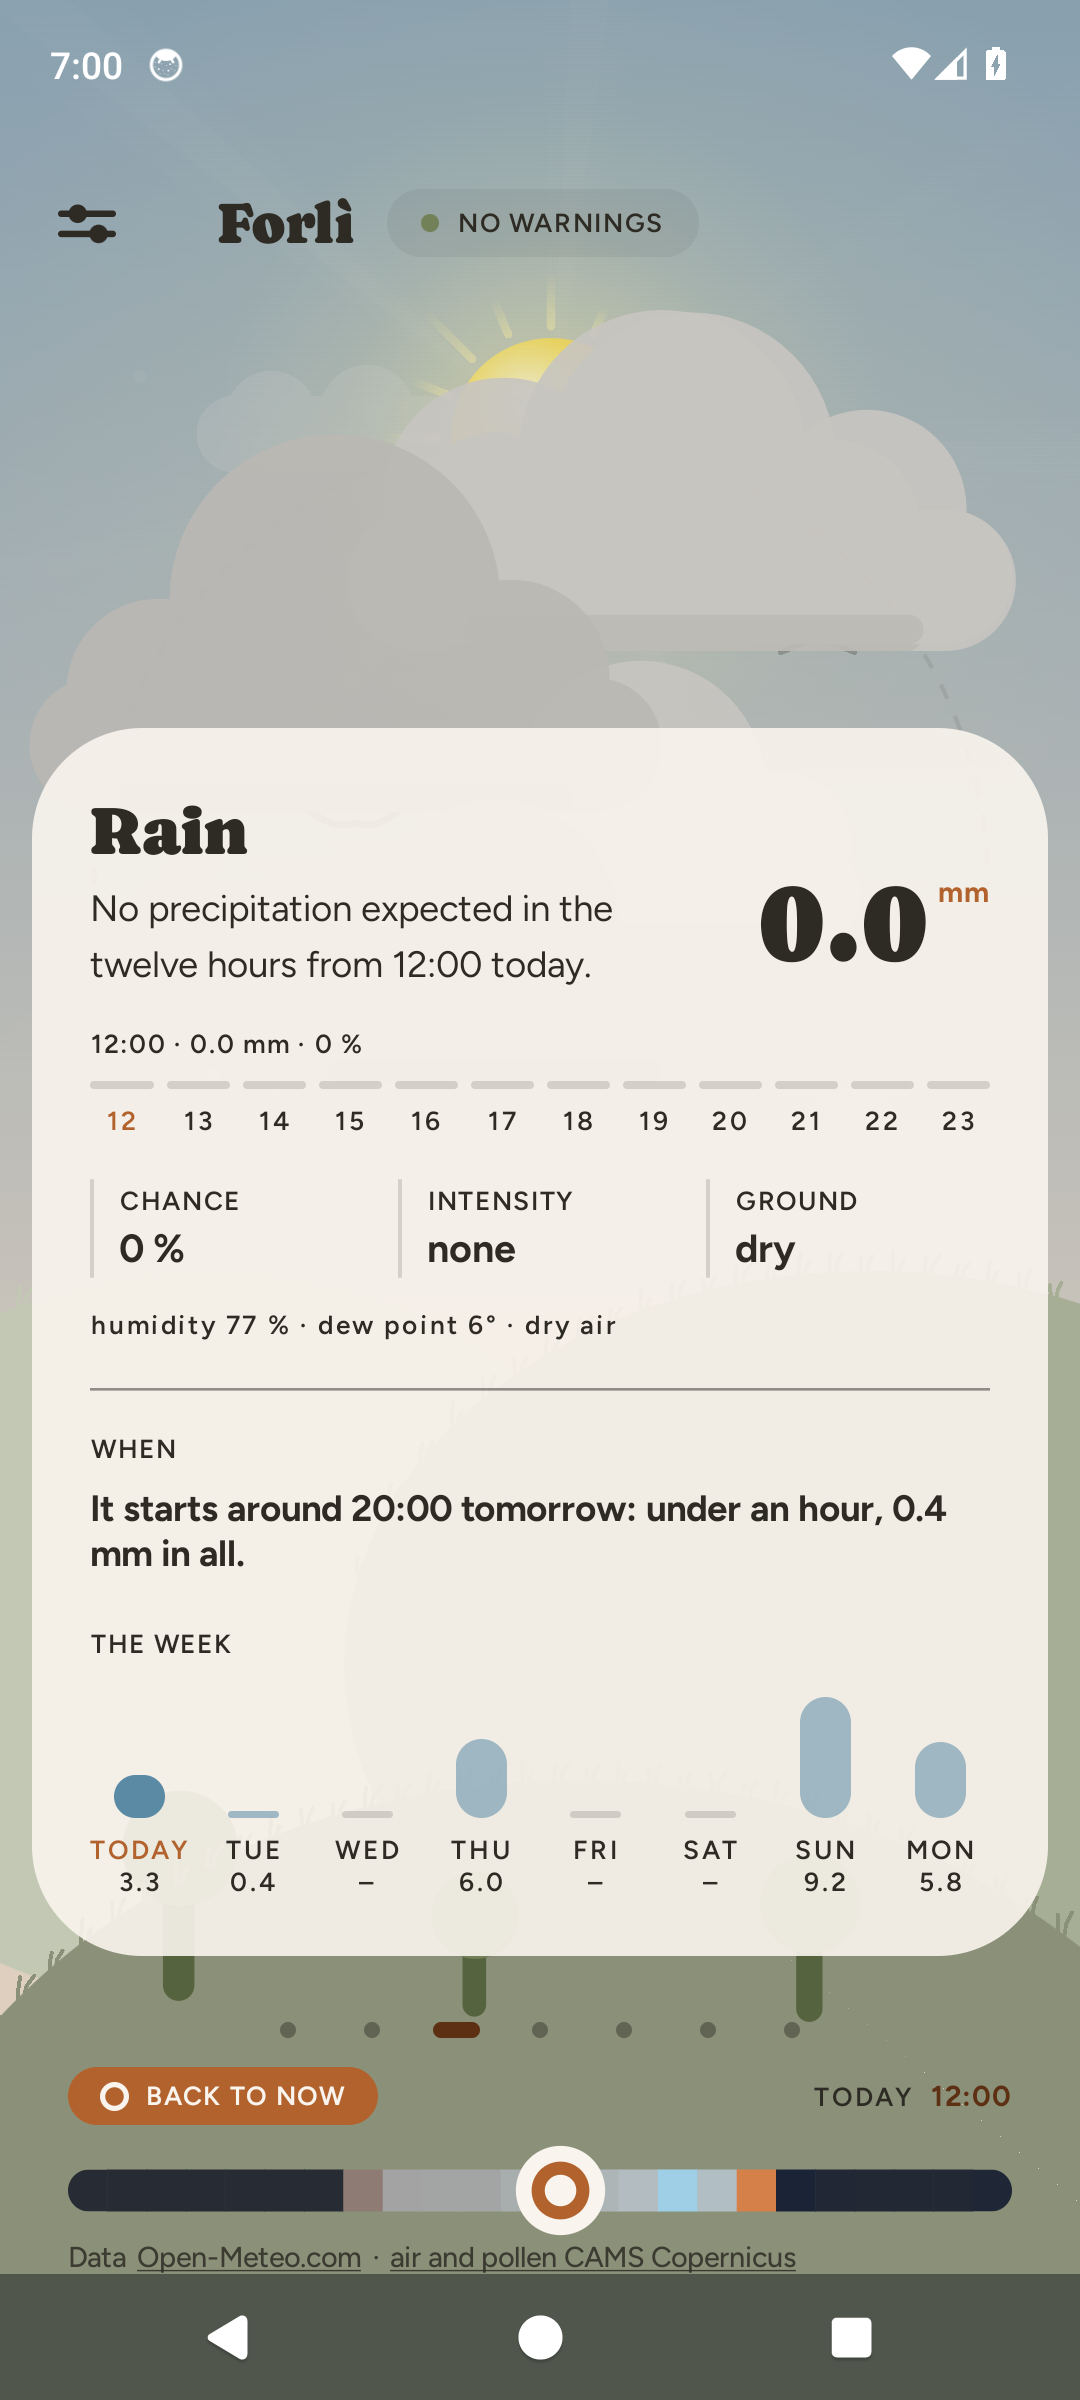 7:00
Forlì
NO WARNINGS
Rain
No precipitation expected in the
twelve hours from 12:00 today.
0.0 mm
12:00 · 0.0 mm · 0 %
12 13 14 15 16 17 18 19 20 21 22 23
CHANCE INTENSITY GROUND
0 % none dry
humidity 77 % · dew point 6° · dry air
WHEN
It starts around 20:00 tomorrow: under an hour, 0.4
mm in all.
THE WEEK
TODAY TUE WED THU FRI SAT SUN MON
3.3 0.4 – 6.0 – – 9.2 5.8
BACK TO NOW
TODAY 12:00
Data Open-Meteo.com · air and pollen CAMS Copernicus